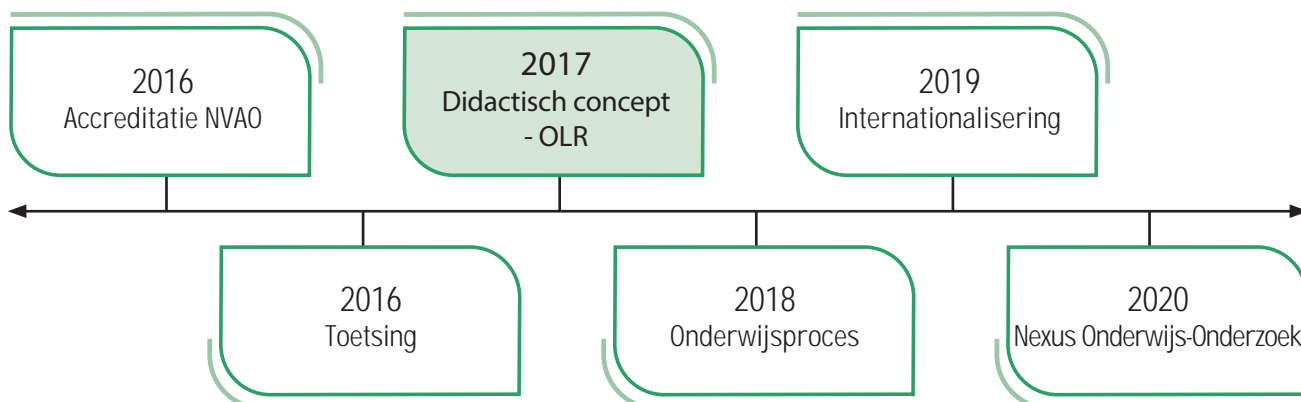 2016
Accreditatie NVAO
2017
Didactisch concept
- OLR
2019
Internationalisering
2016
Toetsing
2018
Onderwijsproces
2020
Nexus Onderwijs-Onderzoek